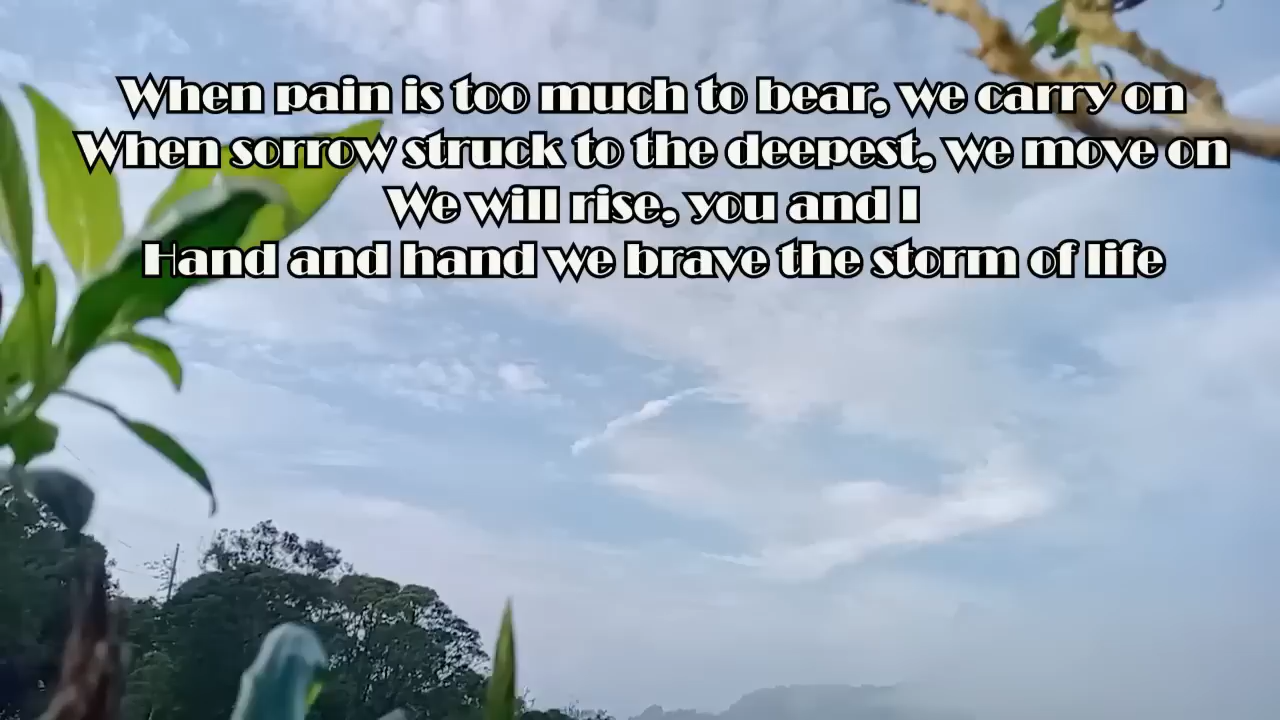 When pain is too much to bear, we carry on
When sorrow struck to the deepest, we move on
We will rise, you and I
Hand and hand we brave the storm of life